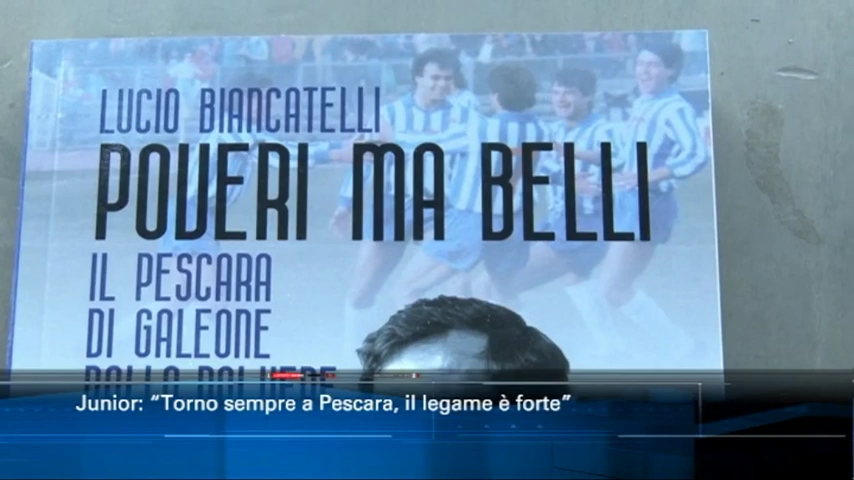 LUCIO BIANCATELLI
POVERI MA BELLI
IL PESCARA
DI GALEONE
Junior: “Torno sempre a Pescara, il legame è forte”